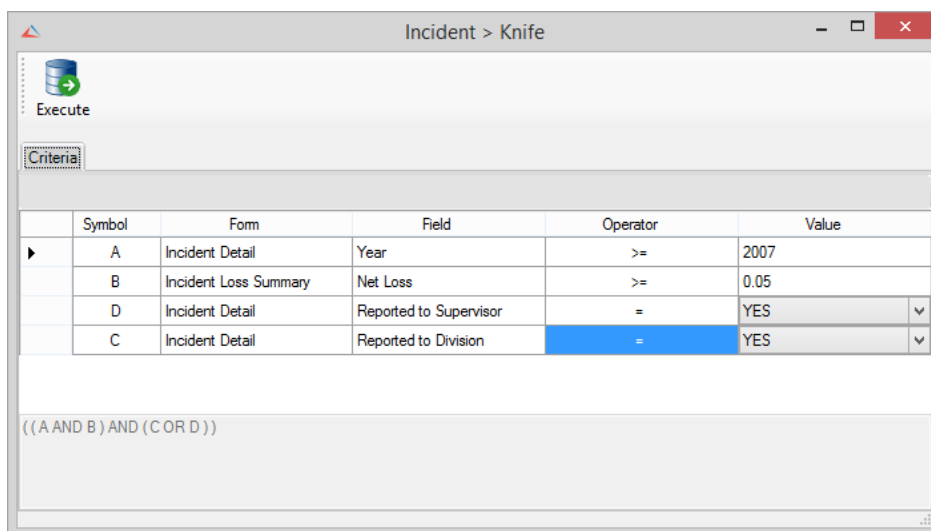 Incident > Knife
Execute
Criteria
Symbol Form Field Operator Value
A Incident Detail Year >= 2007
B Incident Loss Summary Net Loss >= 0.05
D Incident Detail Reported to Supervisor = YES
C Incident Detail Reported to Division = YES
( ( A AND B ) AND ( C OR D ) )